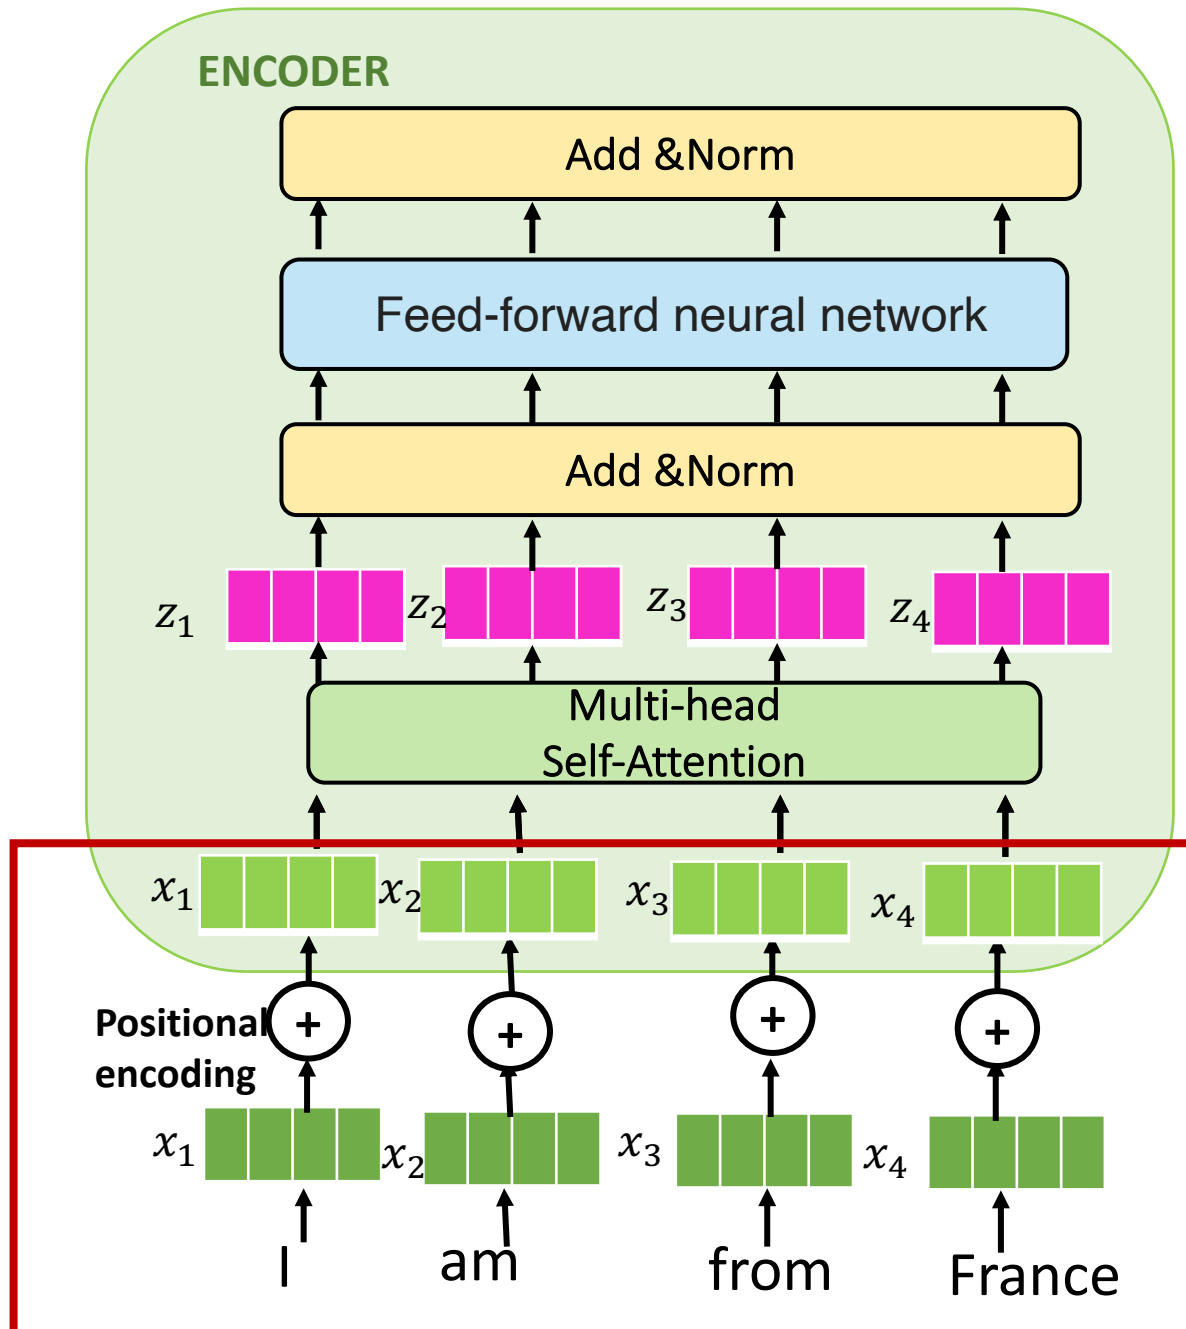 ENCODER
Add &Norm
Feed-forward neural network
Add &Norm
z₁ z₂ z₃ z₄
Multi-head
Self-Attention
x₁ x₂ x₃ x₄
Positional + + + +
encoding
x₁ x₂ x₃ x₄
I am from France